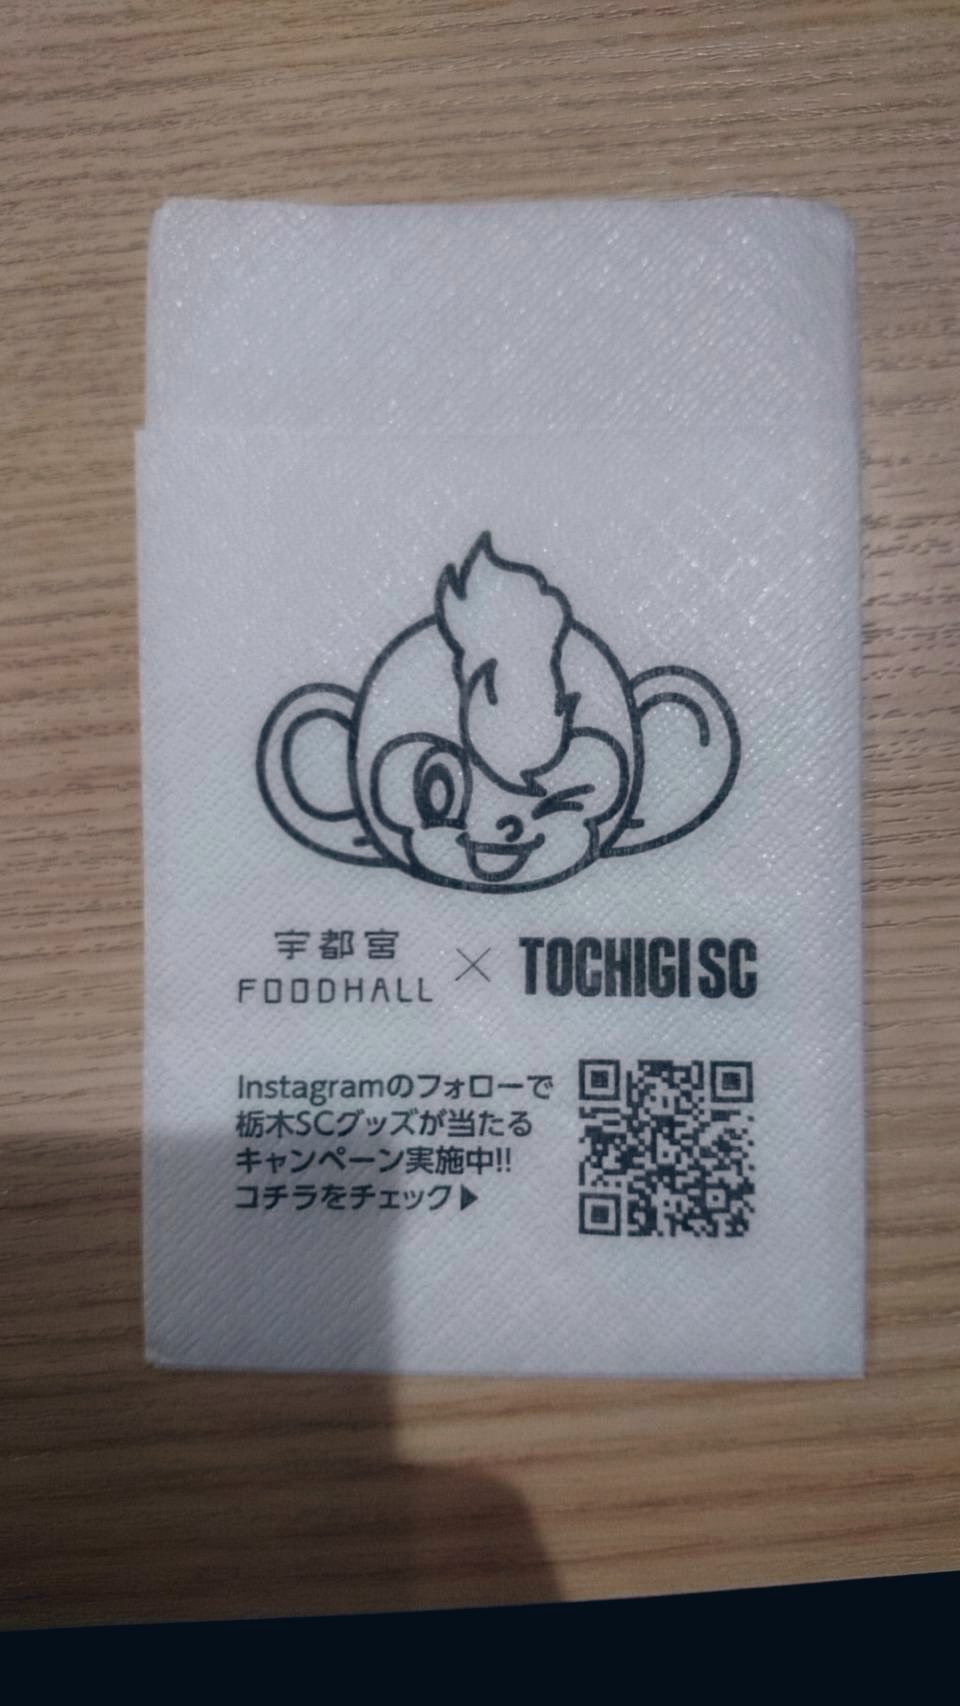 宇都宮
FOODHALL
×
TOCHIGI SC
Instagramのフォローで
栃木SCグッズが当たる
キャンペーン実施中!!
コチラをチェック▶